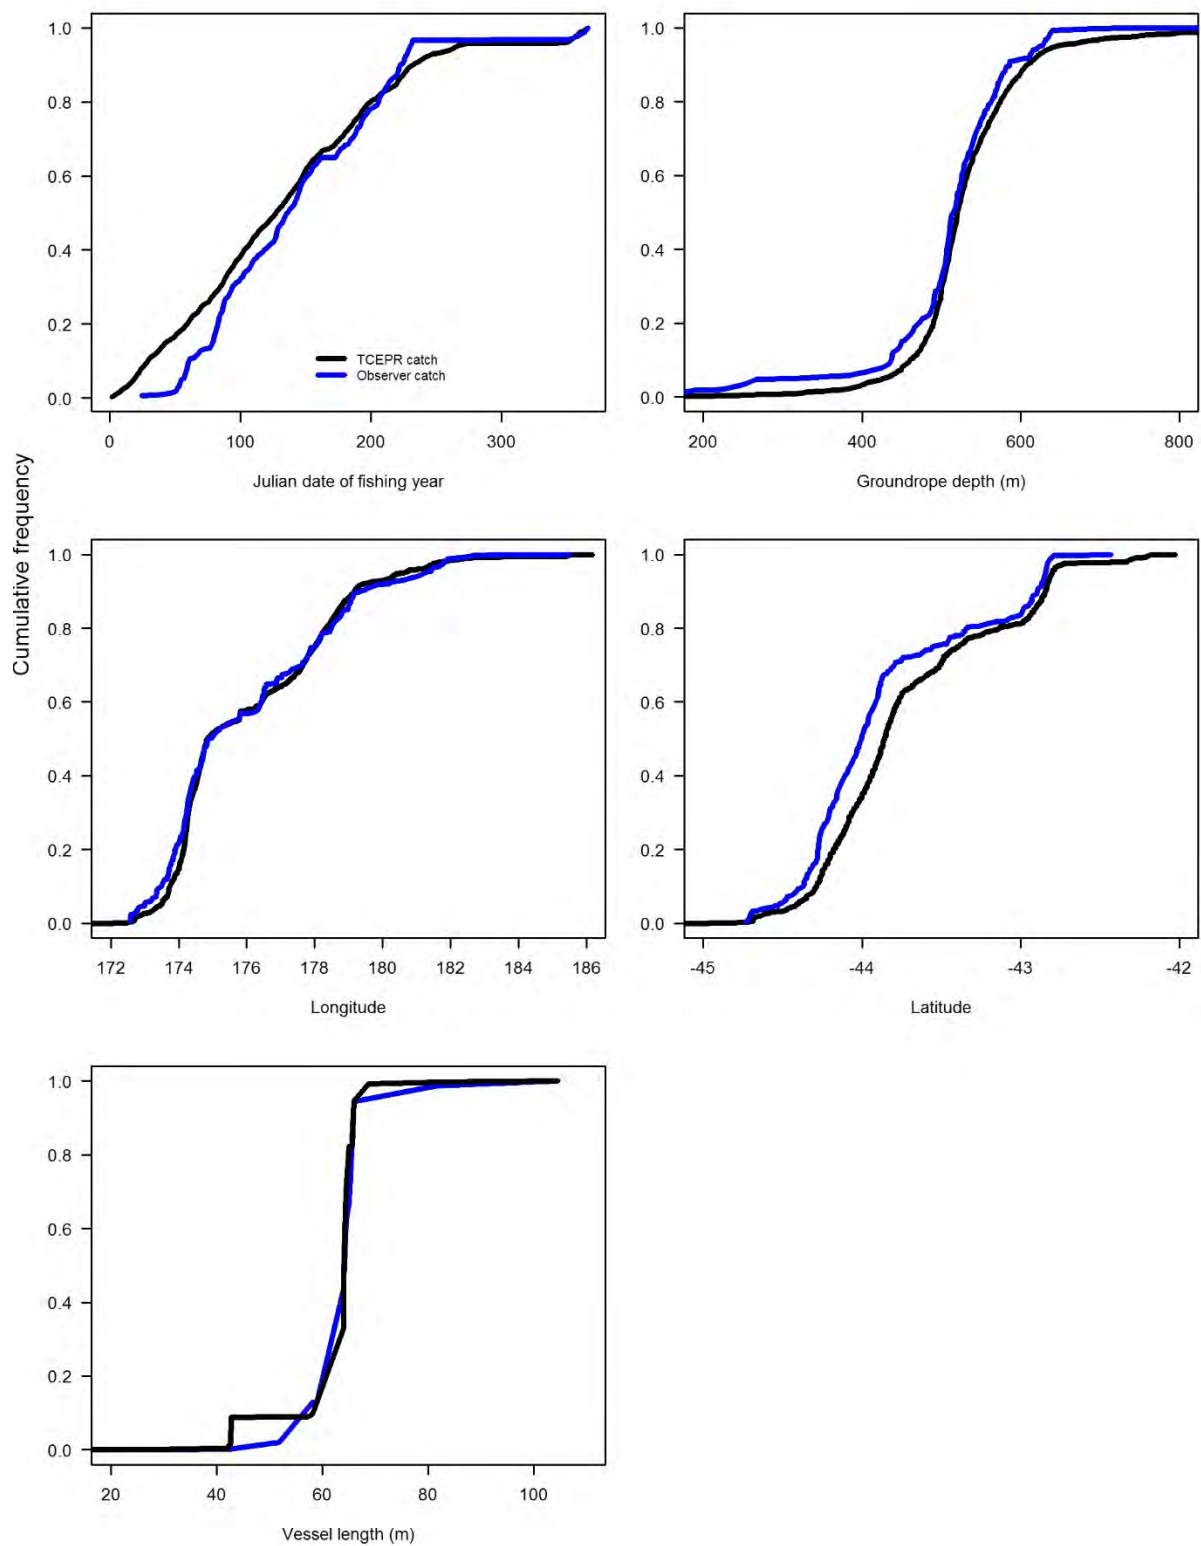 Cumulative frequency
1.0
0.8
0.6
0.4
0.2
0.0
TCEPR catch
Observer catch
0 100 200 300
Julian date of fishing year
1.0
0.8
0.6
0.4
0.2
0.0
200 400 600 800
Groundrope depth (m)
1.0
0.8
0.6
0.4
0.2
0.0
172 174 176 178 180 182 184 186
Longitude
1.0
0.8
0.6
0.4
0.2
0.0
-45 -44 -43 -42
Latitude
1.0
0.8
0.6
0.4
0.2
0.0
20 40 60 80 100
Vessel length (m)